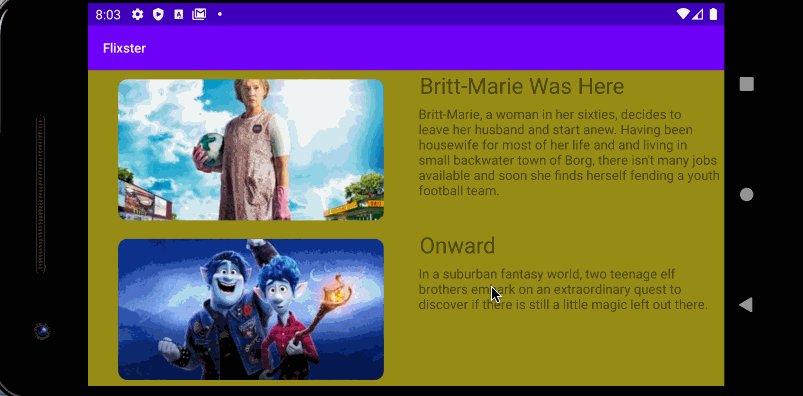 8:03
Flixster
Britt-Marie Was Here
Britt-Marie, a woman in her sixties, decides to
leave her husband and start anew. Having been
housewife for most of her life and and living in
small backwater town of Borg, there isn't many jobs
available and soon she finds herself fending a youth
football team.
Onward
In a suburban fantasy world, two teenage elf
brothers embark on an extraordinary quest to
discover if there is still a little magic left out there.